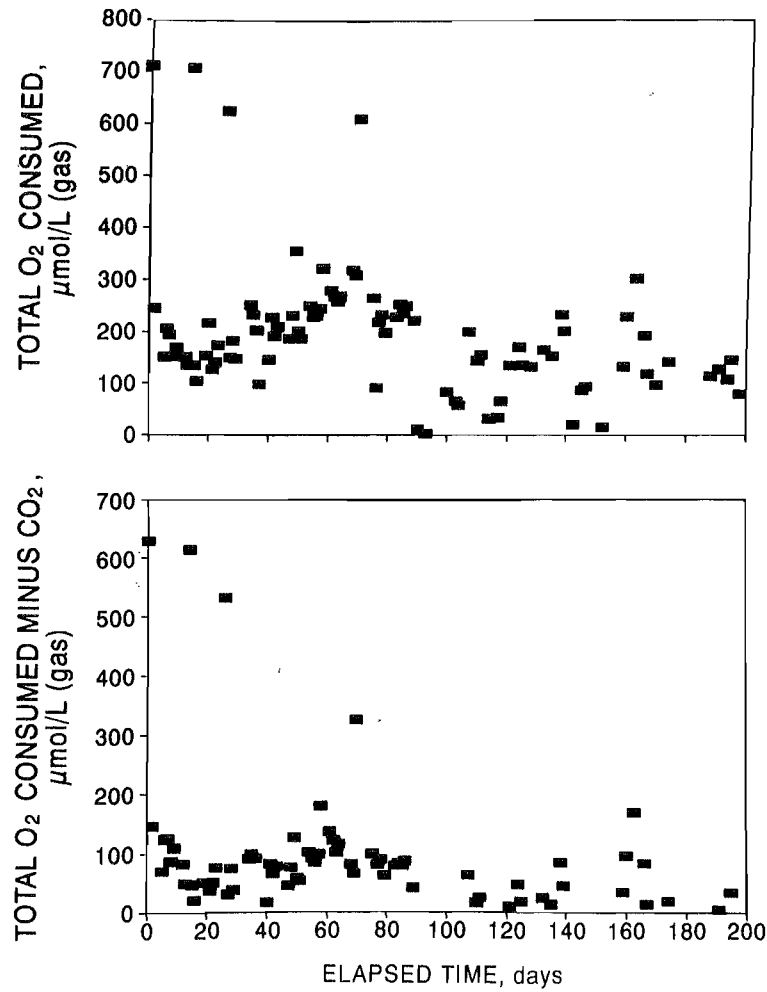 TOTAL O₂ CONSUMED,
µmol/L (gas)
800
700
600
500
400
300
200
100
0
TOTAL O₂ CONSUMED MINUS CO₂,
µmol/L (gas)
700
600
500
400
300
200
100
0
0 20 40 60 80 100 120 140 160 180 200
ELAPSED TIME, days